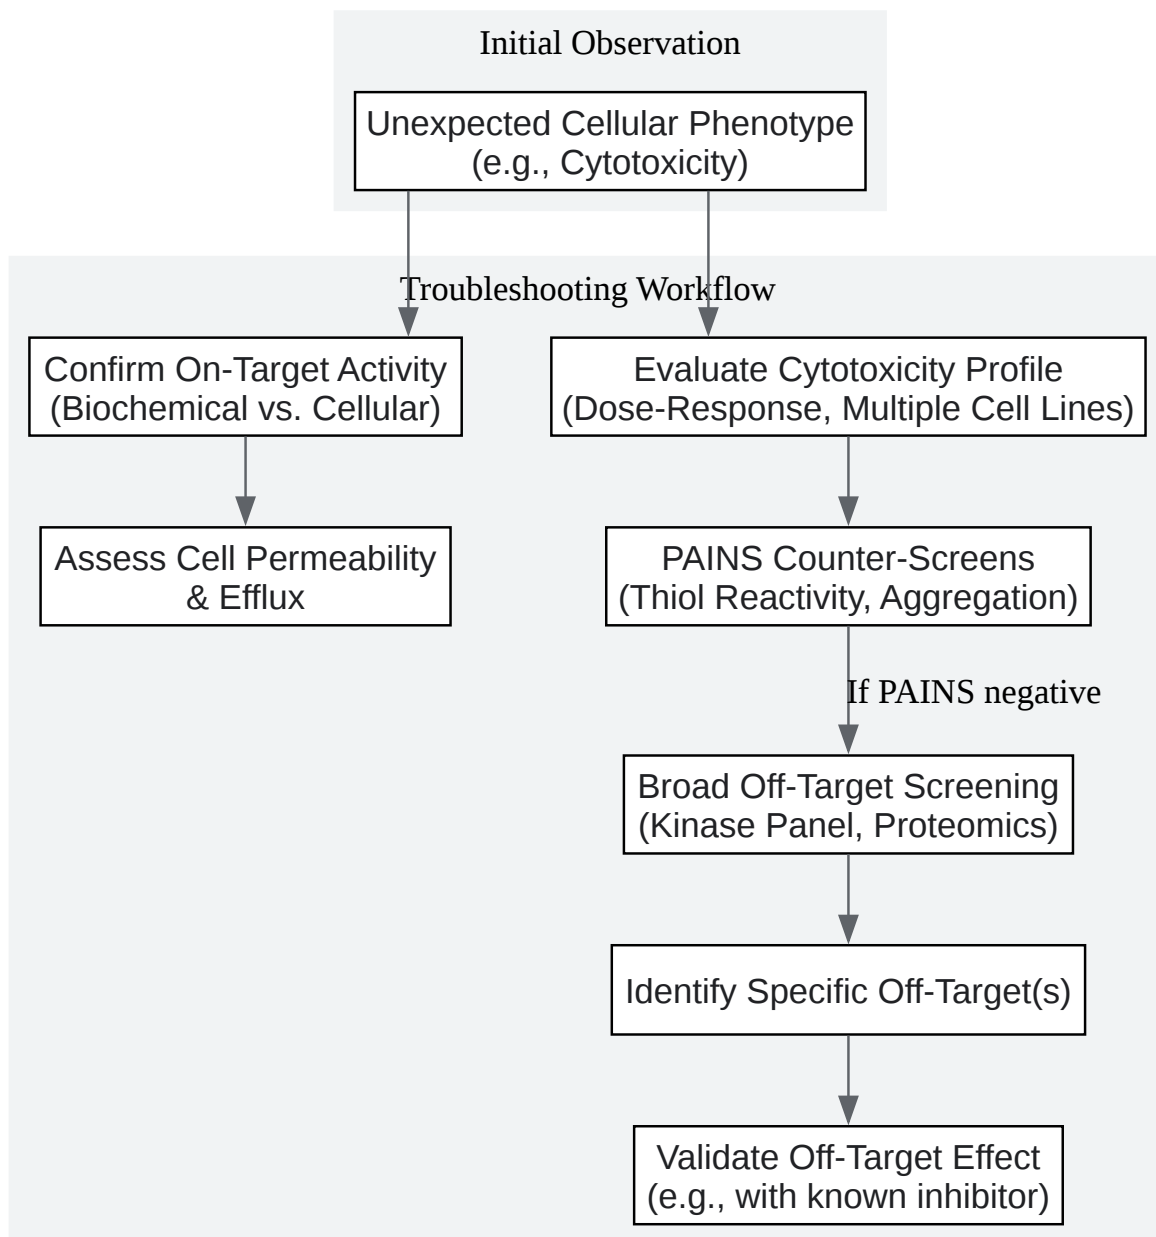 Initial Observation
Unexpected Cellular Phenotype
(e.g., Cytotoxicity)
Troubleshooting Workflow
Confirm On-Target Activity
(Biochemical vs. Cellular)
Evaluate Cytotoxicity Profile
(Dose-Response, Multiple Cell Lines)
Assess Cell Permeability
& Efflux
PAINS Counter-Screens
(Thiol Reactivity, Aggregation)
If PAINS negative
Broad Off-Target Screening
(Kinase Panel, Proteomics)
Identify Specific Off-Target(s)
Validate Off-Target Effect
(e.g., with known inhibitor)